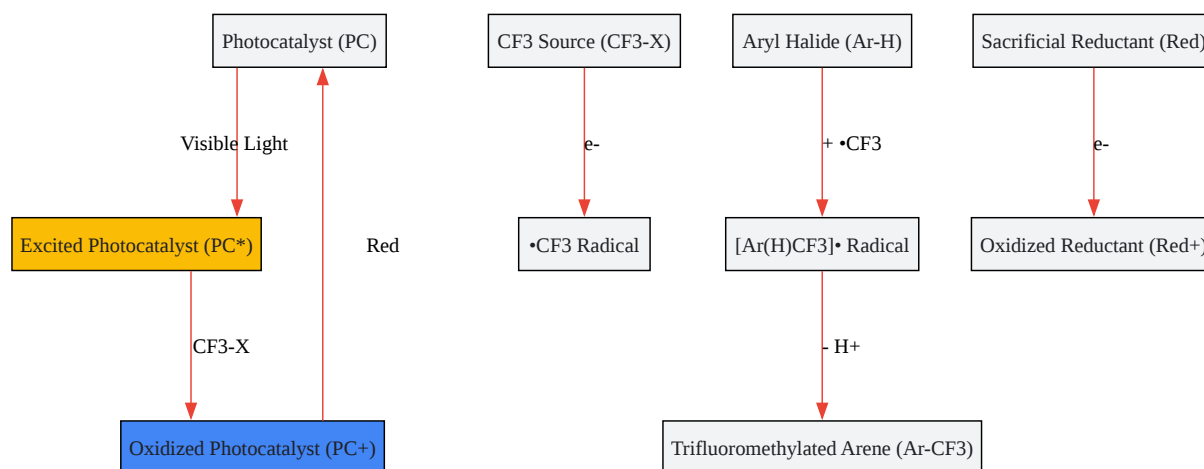 Photocatalyst (PC)
CF3 Source (CF3-X)
Aryl Halide (Ar-H)
Sacrificial Reductant (Red)
Visible Light
e-
+ •CF3
e-
Excited Photocatalyst (PC*)
Red
•CF3 Radical
[Ar(H)CF3]• Radical
Oxidized Reductant (Red+)
CF3-X
- H+
Oxidized Photocatalyst (PC+)
Trifluoromethylated Arene (Ar-CF3)